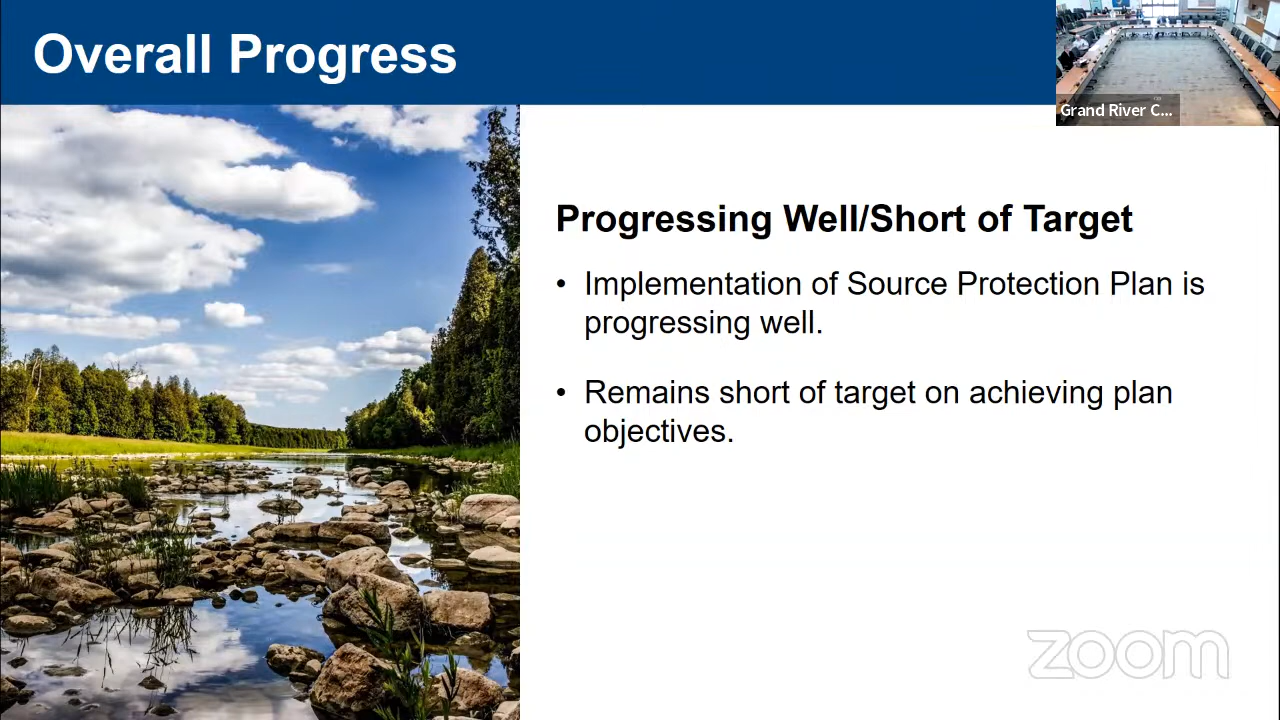 Overall Progress
Grand River C...
Progressing Well/Short of Target
• Implementation of Source Protection Plan is
progressing well.
• Remains short of target on achieving plan
objectives.
zoom